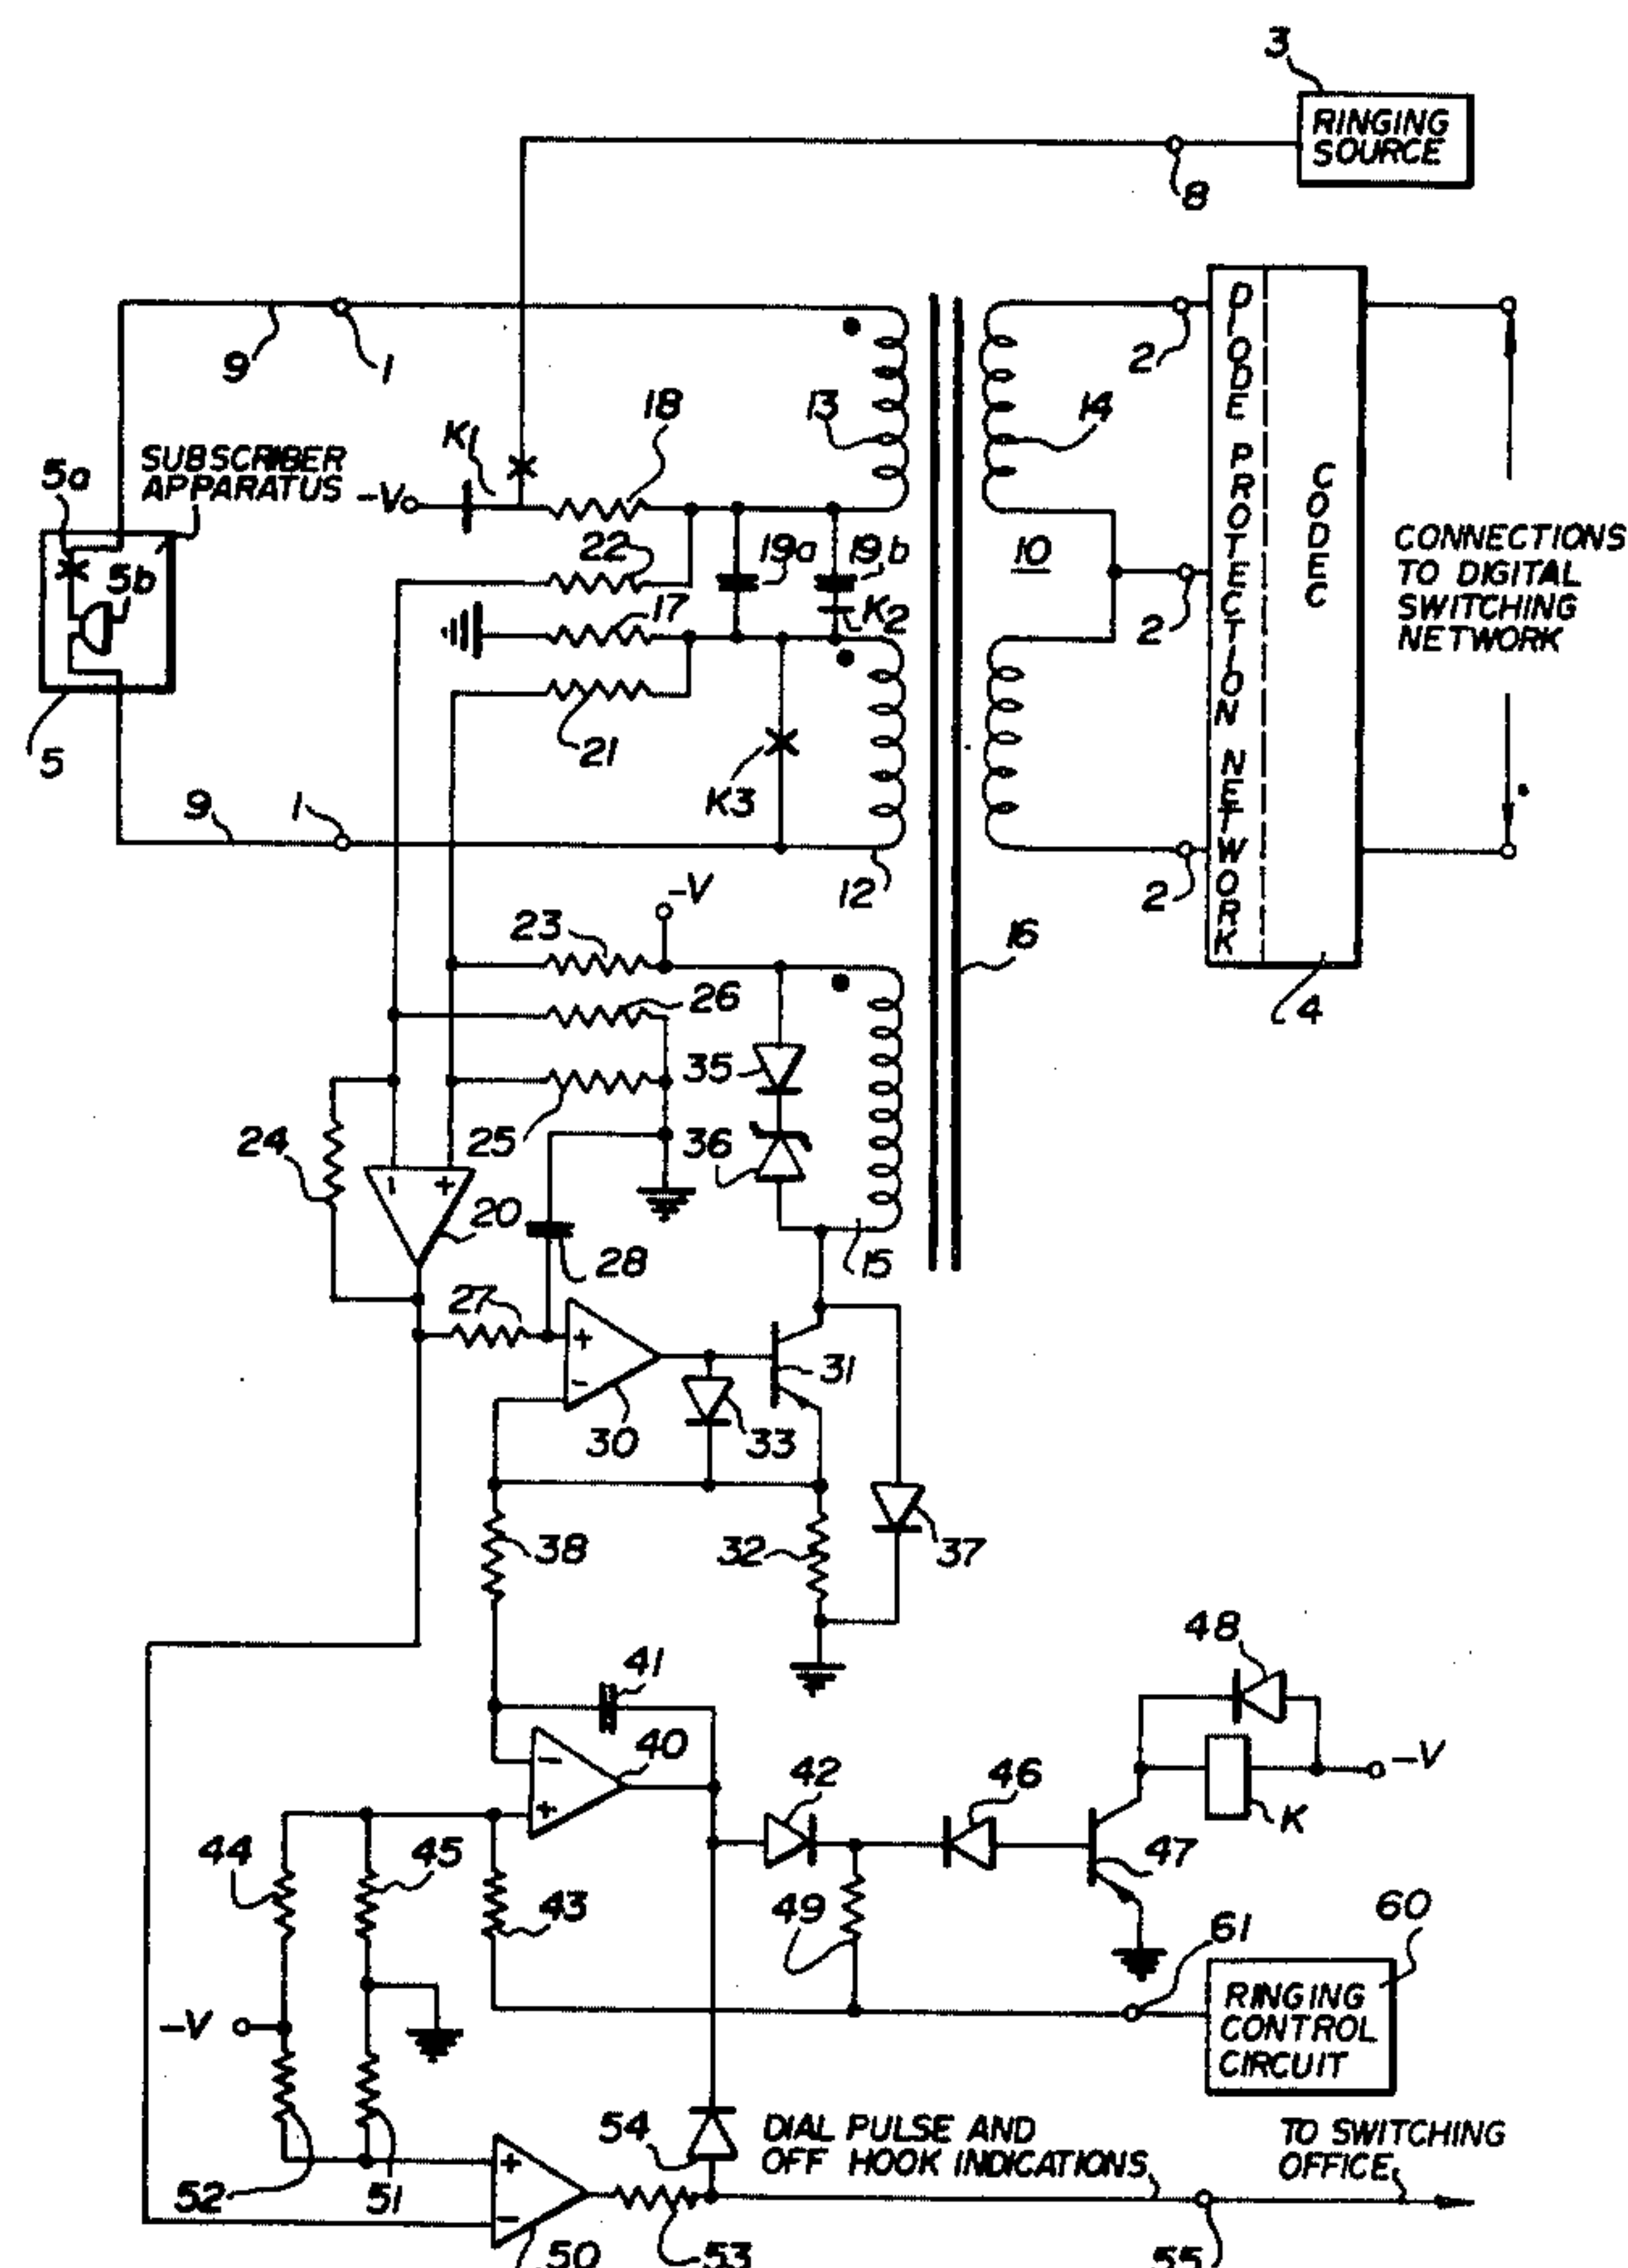 3
RINGING
SOURCE
8
9
1
2
13
14
18
K1
SUBSCRIBER
APPARATUS
5a
-V
22
19a
19b
10
DIODE PROTECTION NETWORK
CODEC
CONNECTIONS
TO DIGITAL
SWITCHING
NETWORK
5b
17
K2
2
21
5
K3
9
1
12
2
-V
23
16
26
4
35
25
36
24
- +
20
28
15
27
+
-
31
30
33
38
32
37
48
41
40
-
+
42
46
-V
K
44
45
47
43
49
61
60
RINGING
CONTROL
CIRCUIT
-V
54
DIAL PULSE AND
OFF HOOK INDICATIONS
TO SWITCHING
OFFICE
52
51
+
-
50
53
55